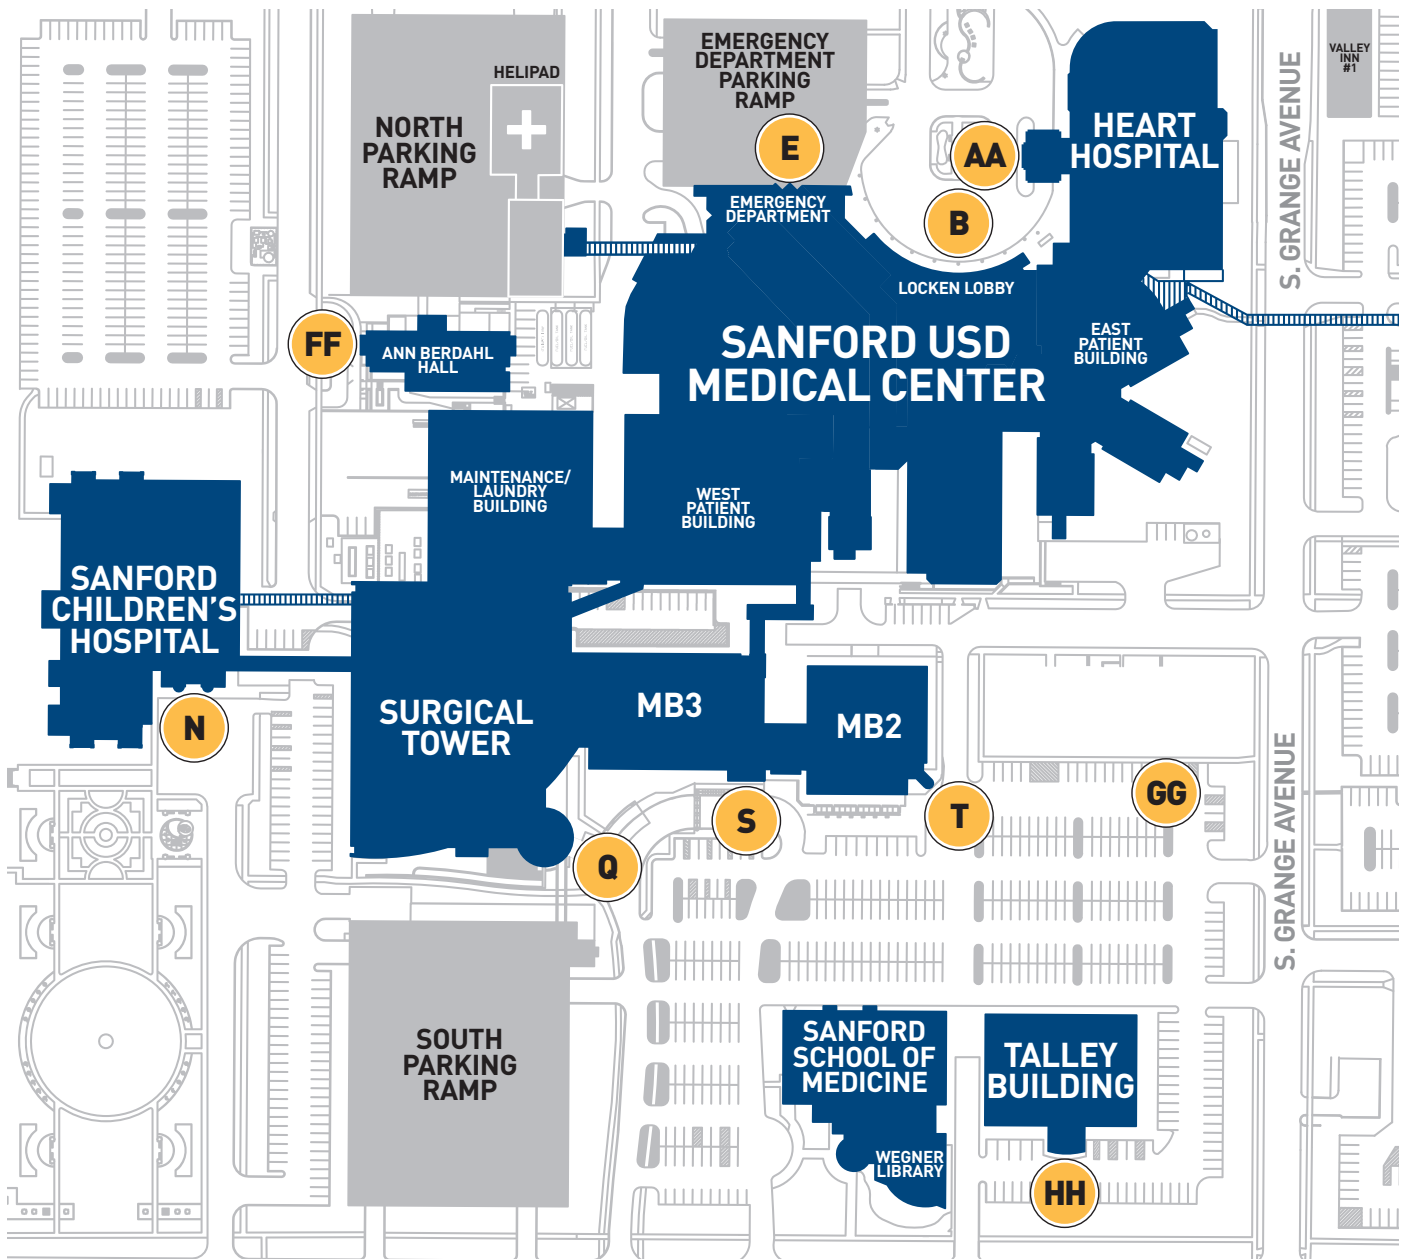 EMERGENCY
DEPARTMENT
PARKING
RAMP
VALLEY
INN
#1
HELIPAD
NORTH
PARKING
RAMP
E
AA
HEART
HOSPITAL
S. GRANGE AVENUE
EMERGENCY
DEPARTMENT
B
LOCKEN LOBBY
FF
ANN BERDAHL
HALL
SANFORD USD
MEDICAL CENTER
EAST
PATIENT
BUILDING
MAINTENANCE/
LAUNDRY
BUILDING
WEST
PATIENT
BUILDING
SANFORD
CHILDREN'S
HOSPITAL
N
SURGICAL
TOWER
MB3
MB2
S
T
GG
Q
S. GRANGE AVENUE
SOUTH
PARKING
RAMP
SANFORD
SCHOOL OF
MEDICINE
WEGNER
LIBRARY
TALLEY
BUILDING
HH